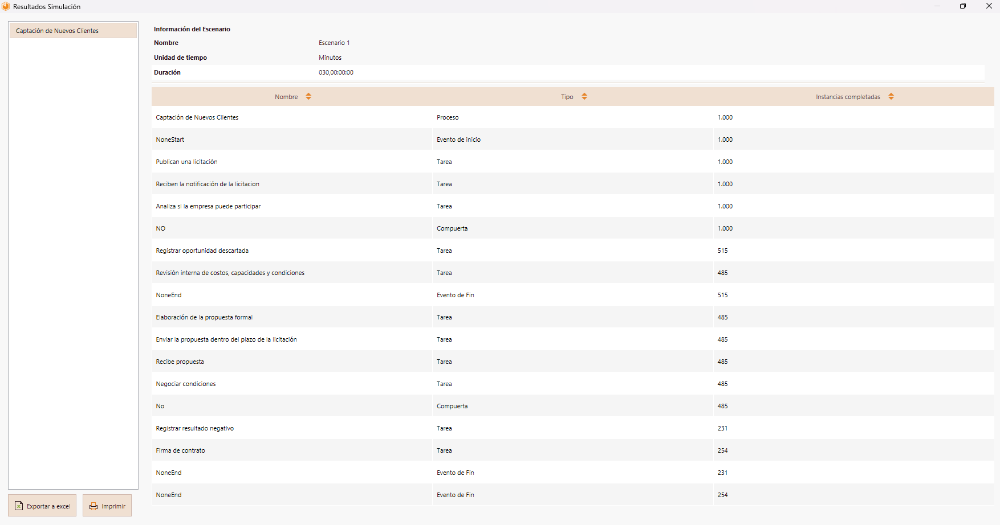 Resultados Simulación
Captación de Nuevos Clientes
Información del Escenario
Nombre Escenario 1
Unidad de tiempo Minutos
Duración 030,00:00:00
Nombre Tipo Instancias completadas
Captación de Nuevos Clientes Proceso 1.000
NoneStart Evento de inicio 1.000
Publican una licitación Tarea 1.000
Reciben la notificación de la licitacion Tarea 1.000
Analiza si la empresa puede participar Tarea 1.000
NO Compuerta 1.000
Registrar oportunidad descartada Tarea 515
Revisión interna de costos, capacidades y condiciones Tarea 485
NoneEnd Evento de Fin 515
Elaboración de la propuesta formal Tarea 485
Enviar la propuesta dentro del plazo de la licitación Tarea 485
Recibe propuesta Tarea 485
Negociar condiciones Tarea 485
No Compuerta 485
Registrar resultado negativo Tarea 231
Firma de contrato Tarea 254
NoneEnd Evento de Fin 231
NoneEnd Evento de Fin 254
Exportar a excel Imprimir